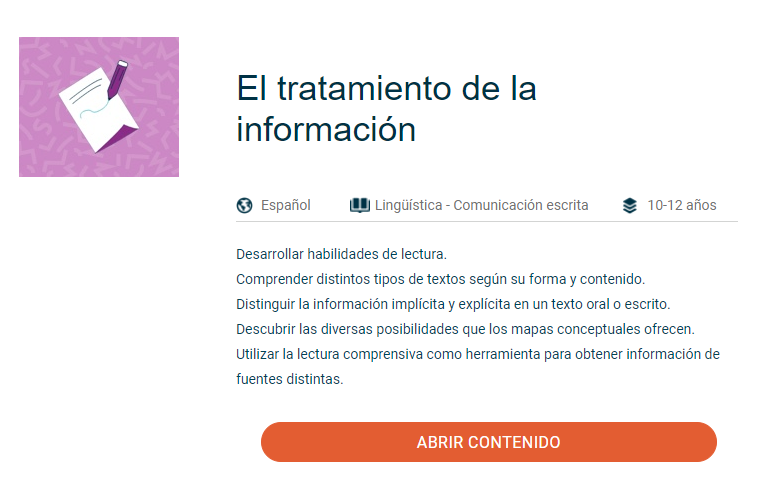 El tratamiento de la
información
Español
Lingüística - Comunicación escrita
10-12 años
Desarrollar habilidades de lectura.
Comprender distintos tipos de textos según su forma y contenido.
Distinguir la información implícita y explícita en un texto oral o escrito.
Descubrir las diversas posibilidades que los mapas conceptuales ofrecen.
Utilizar la lectura comprensiva como herramienta para obtener información de
fuentes distintas.
ABRIR CONTENIDO